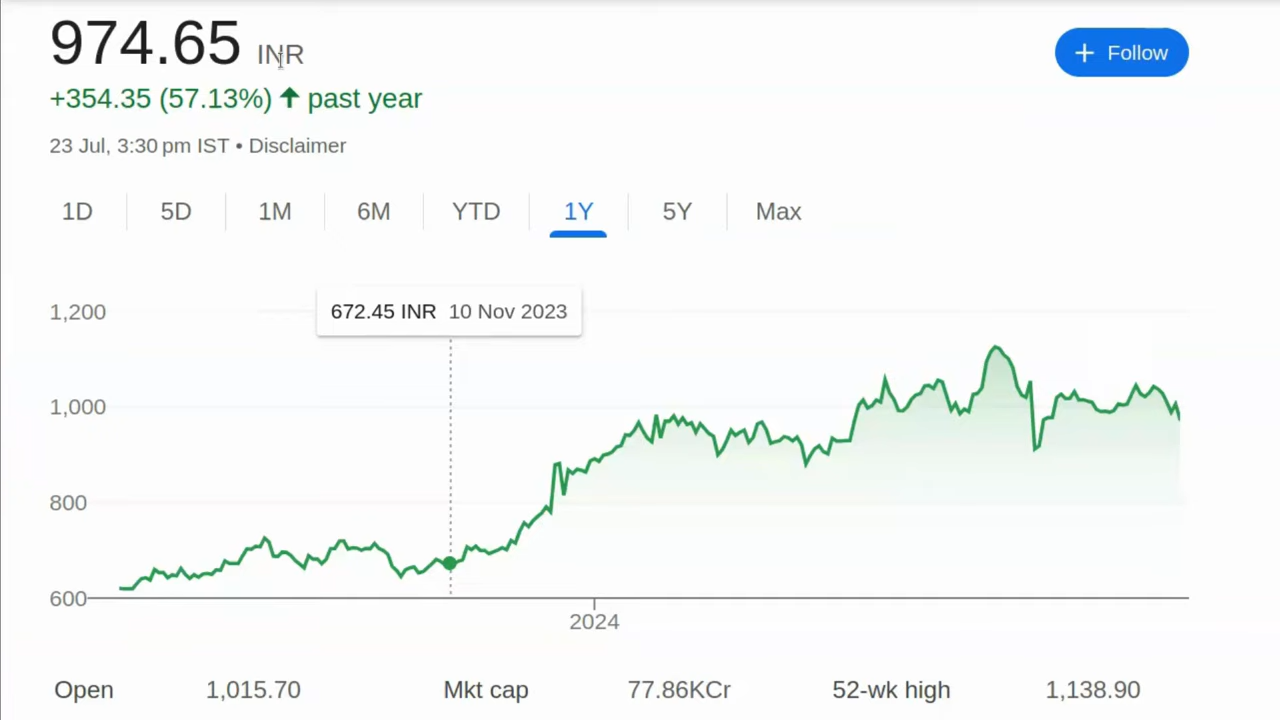 974.65 INR
+ Follow
+354.35 (57.13%) ↑ past year
23 Jul, 3:30 pm IST • Disclaimer
1D 5D 1M 6M YTD 1Y 5Y Max
672.45 INR 10 Nov 2023
1,200
1,000
800
600
2024
Open 1,015.70 Mkt cap 77.86KCr 52-wk high 1,138.90